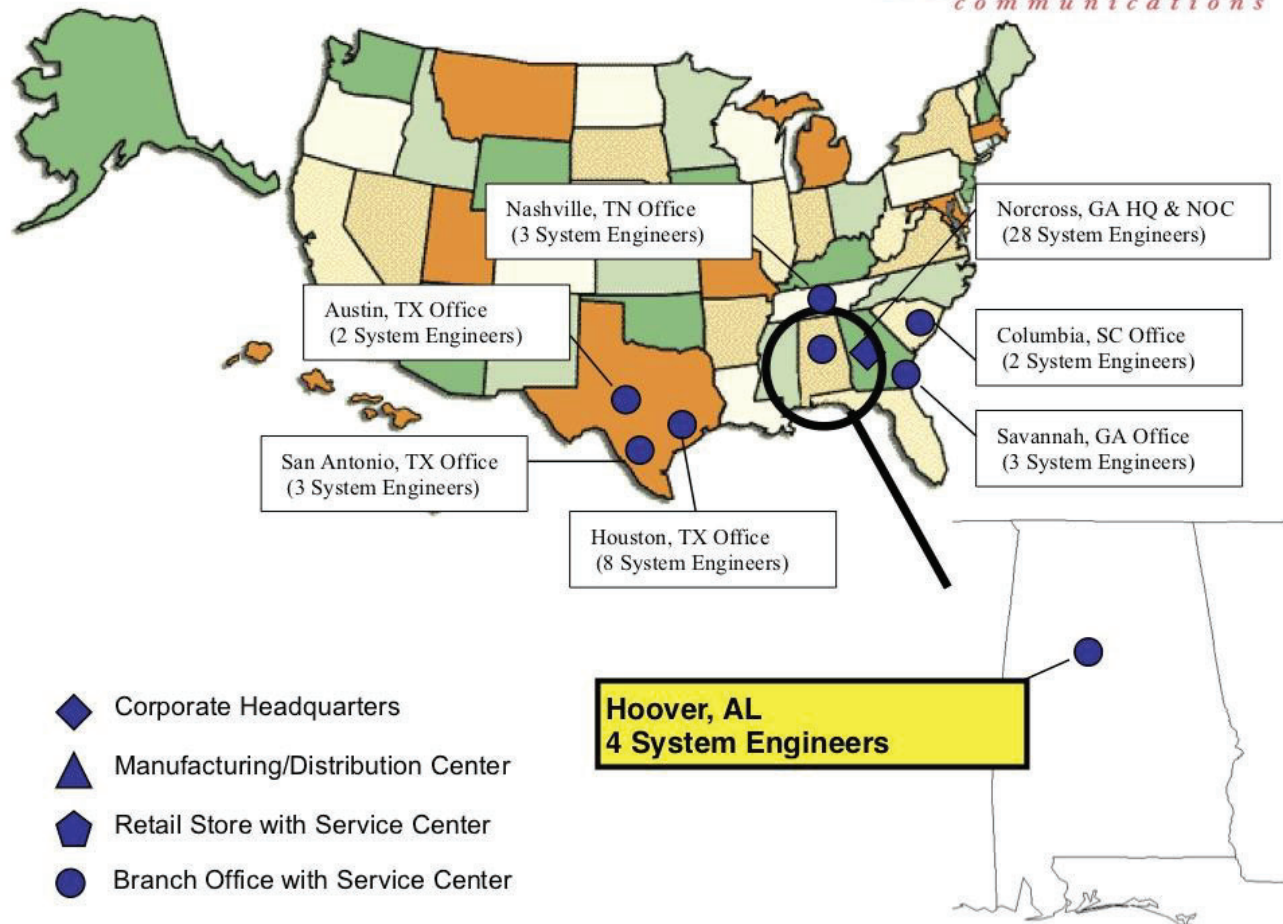 communications
Nashville, TN Office
(3 System Engineers)
Norcross, GA HQ & NOC
(28 System Engineers)
Austin, TX Office
(2 System Engineers)
Columbia, SC Office
(2 System Engineers)
San Antonio, TX Office
(3 System Engineers)
Savannah, GA Office
(3 System Engineers)
Houston, TX Office
(8 System Engineers)
Hoover, AL
4 System Engineers
Corporate Headquarters
Manufacturing/Distribution Center
Retail Store with Service Center
Branch Office with Service Center